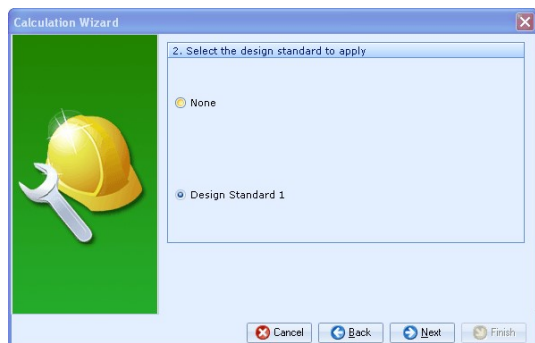 Calculation Wizard
2. Select the design standard to apply
None
Design Standard 1
Cancel Back Next Finish